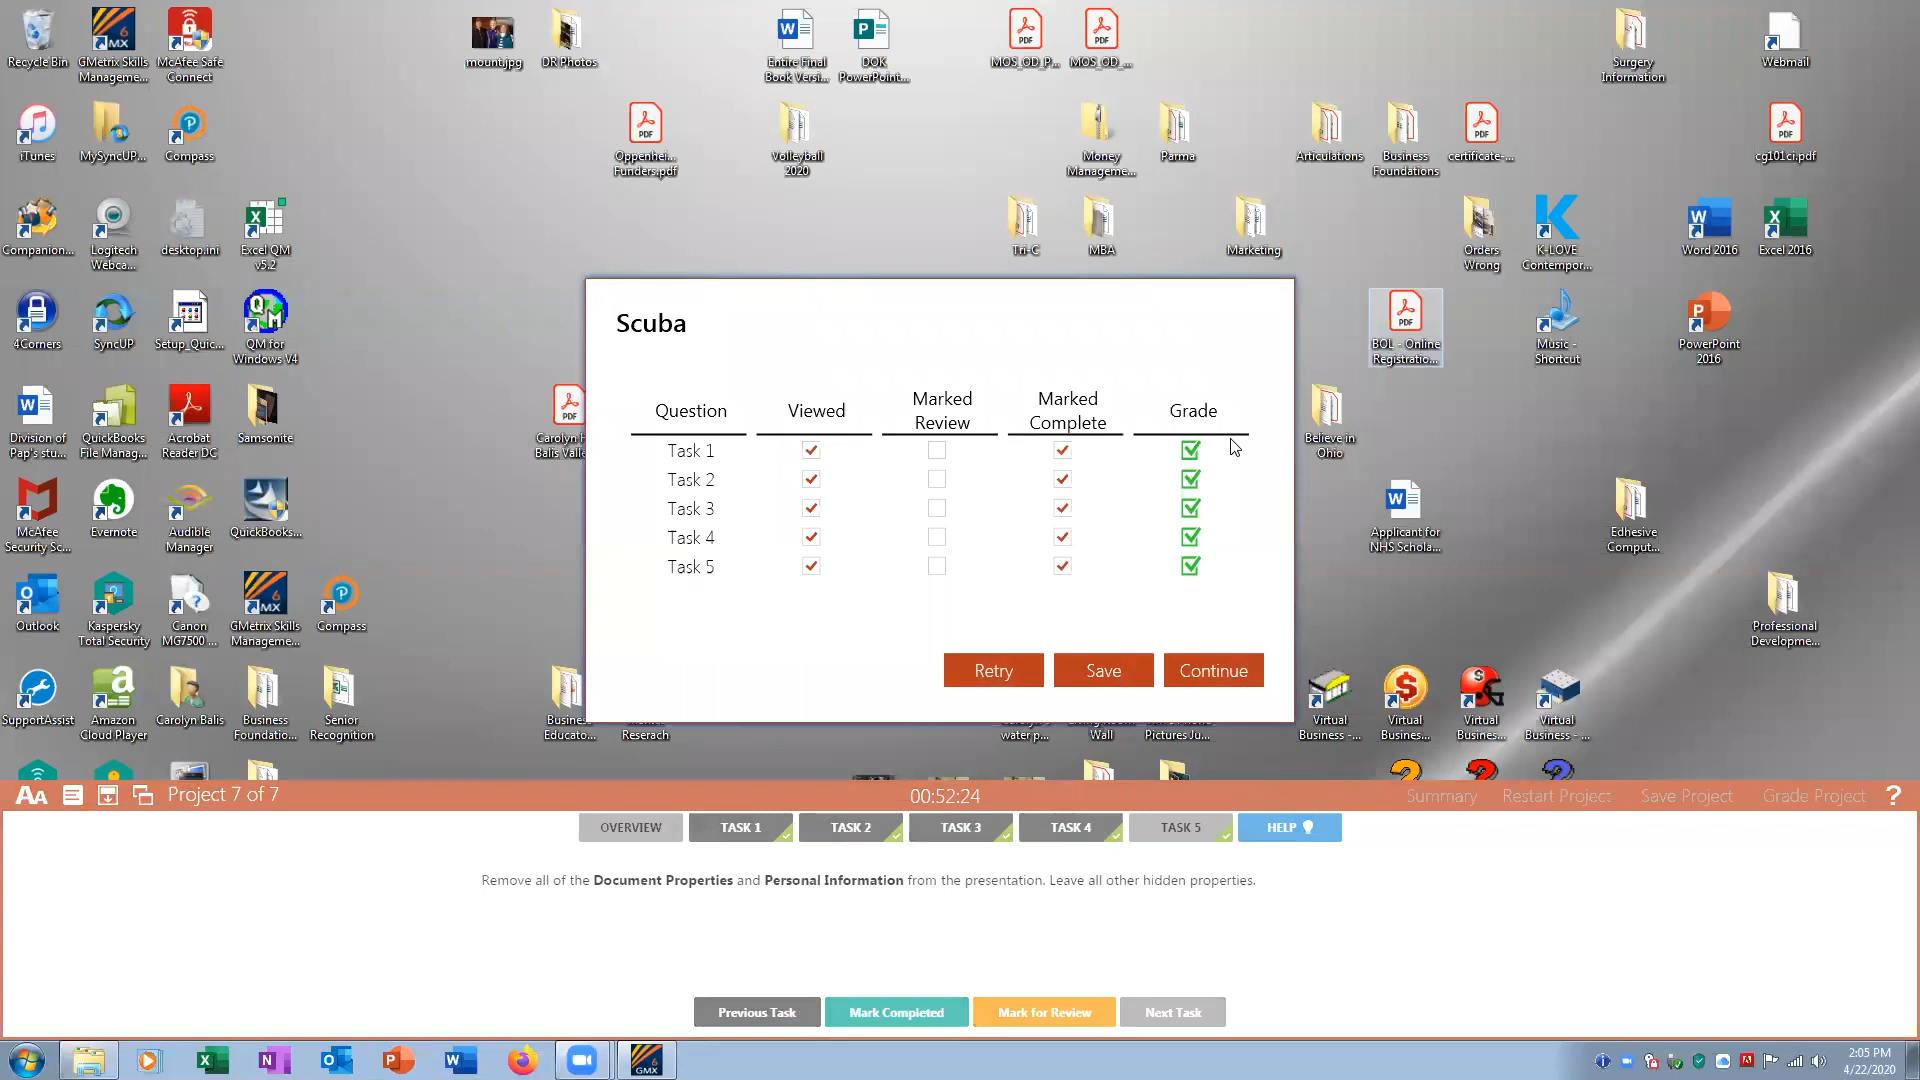 Recycle Bin
GMetrix Skills
Manageme...
McAfee Safe
Connect
mount.jpg
DR Photos
Entire Final
Book Versi...
DOK
PowerPoint...
MOS_OD_P...
MOS_OD_...
Surgery
Information
Webmail
iTunes
MySyncUP...
Compass
Oppenhei...
Funders.pdf
Volleyball
2020
Money
Manageme...
Parma
Articulations
Business
Foundations
certificate-...
cg101ci.pdf
Companion...
Logitech
Webca...
desktop.ini
Excel QM
v5.2
Tri-C
MBA
Marketing
Orders
Wrong
K-LOVE
Contempor...
Word 2016
Excel 2016
4Corners
SyncUP
Setup_Quic...
QM for
Windows V4
BOL - Online
Registratio...
Music -
Shortcut
PowerPoint
2016
Division of
Pap's stu...
QuickBooks
File Manag...
Acrobat
Reader DC
Samsonite
Carolyn H
Balis Vall
Believe in
Ohio
McAfee
Security Sc...
Evernote
Audible
Manager
QuickBooks...
Applicant for
NHS Schola...
Edhesive
Comput...
Outlook
Kaspersky
Total Security
Canon
MG7500 ...
GMetrix Skills
Manageme...
Compass
Professional
Developme...
SupportAssist
Amazon
Cloud Player
Carolyn Balis
Business
Foundatio...
Senior
Recognition
Busine
Educato...
Reserach
water p...
Wall
Pictures Ju...
Virtual
Business -...
Virtual
Busines...
Virtual
Busines...
Virtual
Business - ...
Scuba
Question Viewed Marked Review Marked Complete Grade
Task 1
Task 2
Task 3
Task 4
Task 5
Retry Save Continue
AA Project 7 of 7 00:52:24 Summary Restart Project Save Project Grade Project ?
OVERVIEW TASK 1 TASK 2 TASK 3 TASK 4 TASK 5 HELP
Remove all of the Document Properties and Personal Information from the presentation. Leave all other hidden properties.
Previous Task Mark Completed Mark for Review Next Task
GMX
2:05 PM
4/22/2020